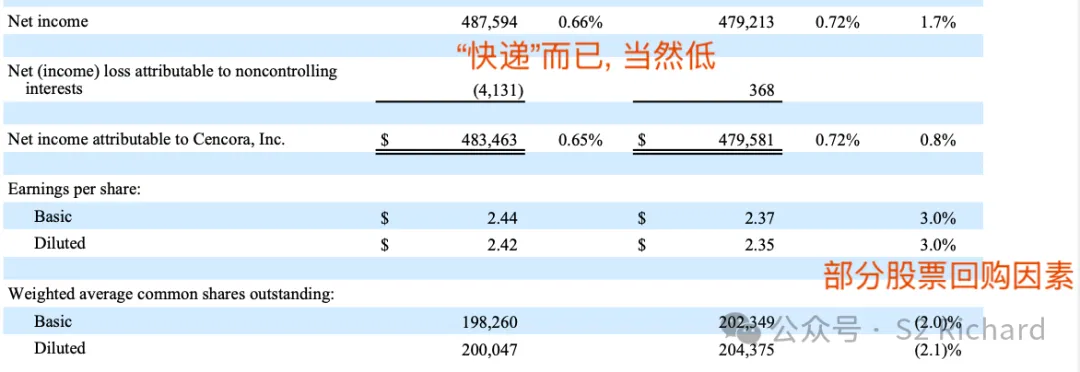 Net income 487,594 0.66% 479,213 0.72% 1.7%
“快递”而已, 当然低
Net (income) loss attributable to noncontrolling
interests (4,131) 368
Net income attributable to Cencora, Inc. $ 483,463 0.65% $ 479,581 0.72% 0.8%
Earnings per share:
Basic $ 2.44 $ 2.37 3.0%
Diluted $ 2.42 $ 2.35 3.0%
部分股票回购因素
Weighted average common shares outstanding:
Basic 198,260 202,349 (2.0)%
公众号 · SZ Richard
Diluted 200,047 204,375 (2.1)%